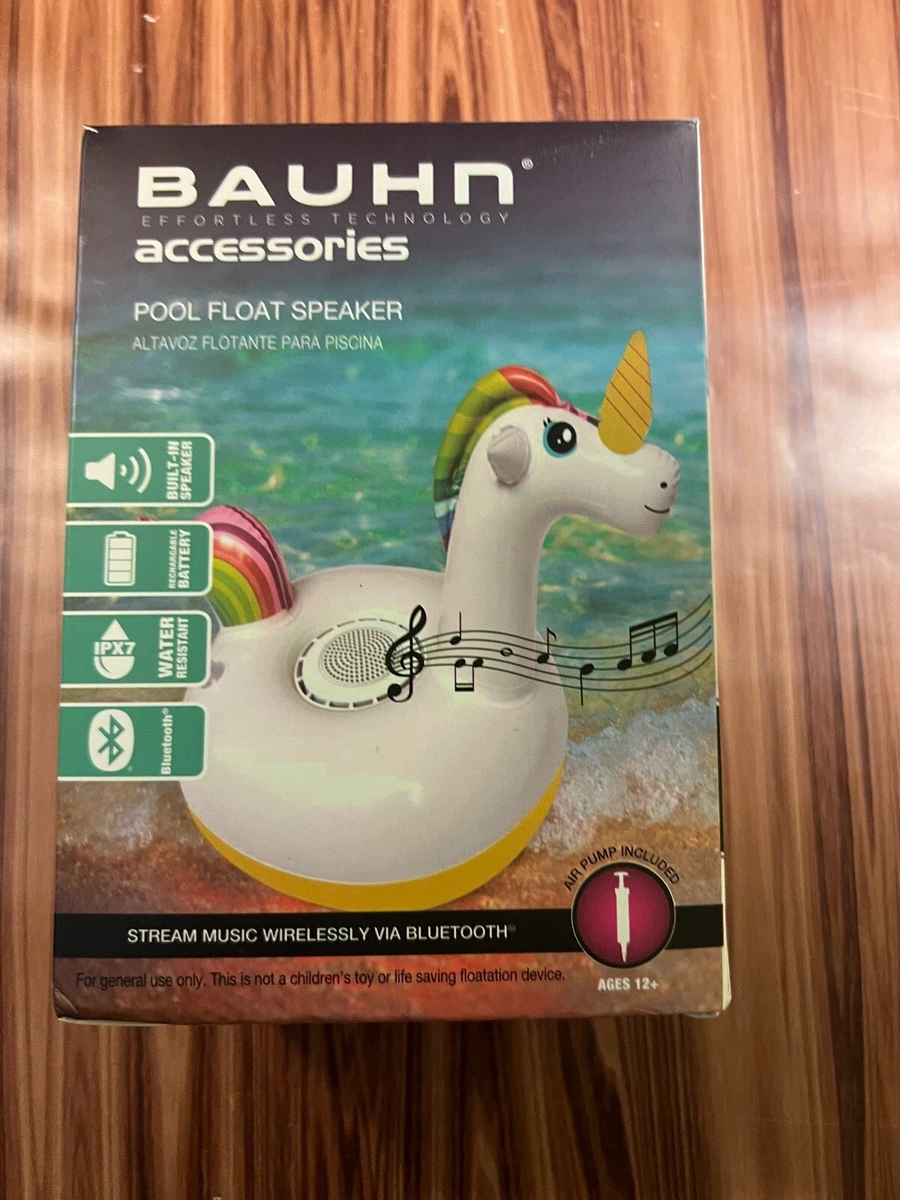 BAUHN®
EFFORTLESS TECHNOLOGY
accessories
POOL FLOAT SPEAKER
ALTAVOZ FLOTANTE PARA PISCINA
BUILT-IN
SPEAKER
RECHARGABLE
BATTERY
IPX7
WATER
RESISTANT
Bluetooth®
AIR PUMP INCLUDED
STREAM MUSIC WIRELESSLY VIA BLUETOOTH®
For general use only. This is not a children's toy or life saving floatation device.
AGES 12+